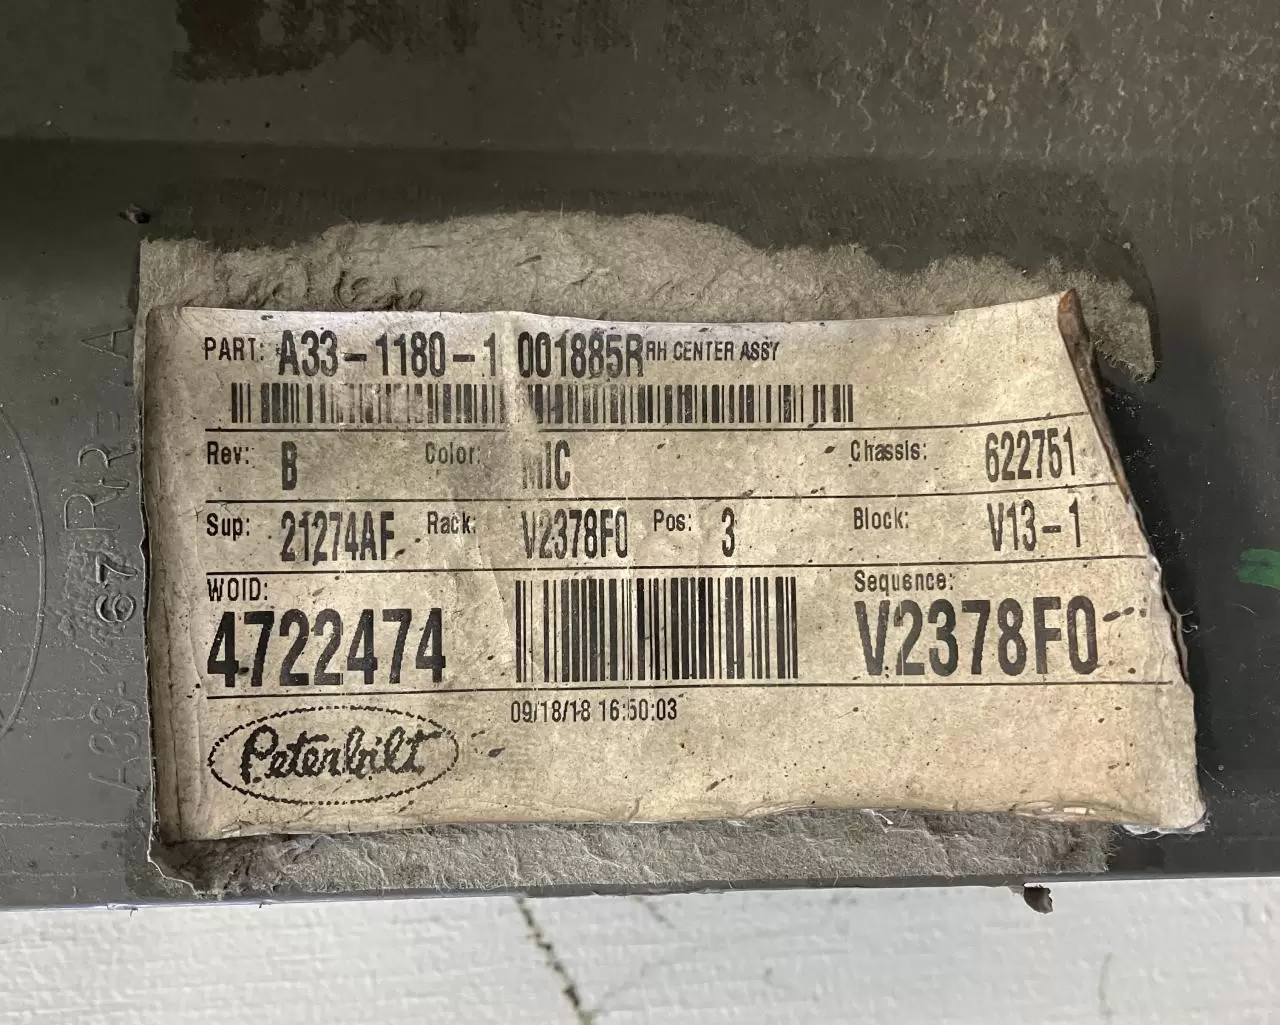 PART: A33-1180-1 001885R RH CENTER ASSY
Rev: B Color: MIC Chassis: 622751
Sup: 21274AF Rack: V2378F0 Pos: 3 Block: V13-1
WOID: Sequence:
4722474 V2378F0
09/18/18 16:50:03
Peterbilt